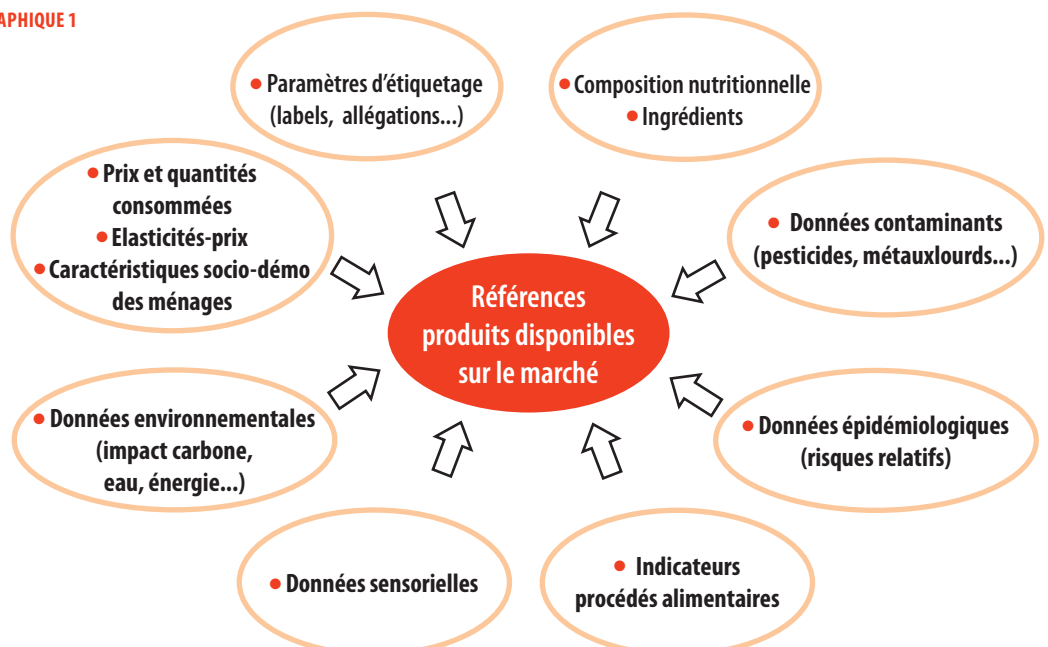 APHIQUE 1
• Paramètres d'étiquetage
(labels, allégations...)
• Composition nutritionnelle
• Ingrédients
• Prix et quantités
consommées
• Elasticités-prix
• Caractéristiques socio-démo
des ménages
• Données contaminants
(pesticides, métauxlourds...)
Références
produits disponibles
sur le marché
• Données environnementales
(impact carbone,
eau, énergie...)
• Données épidémiologiques
(risques relatifs)
• Données sensorielles
• Indicateurs
procédés alimentaires